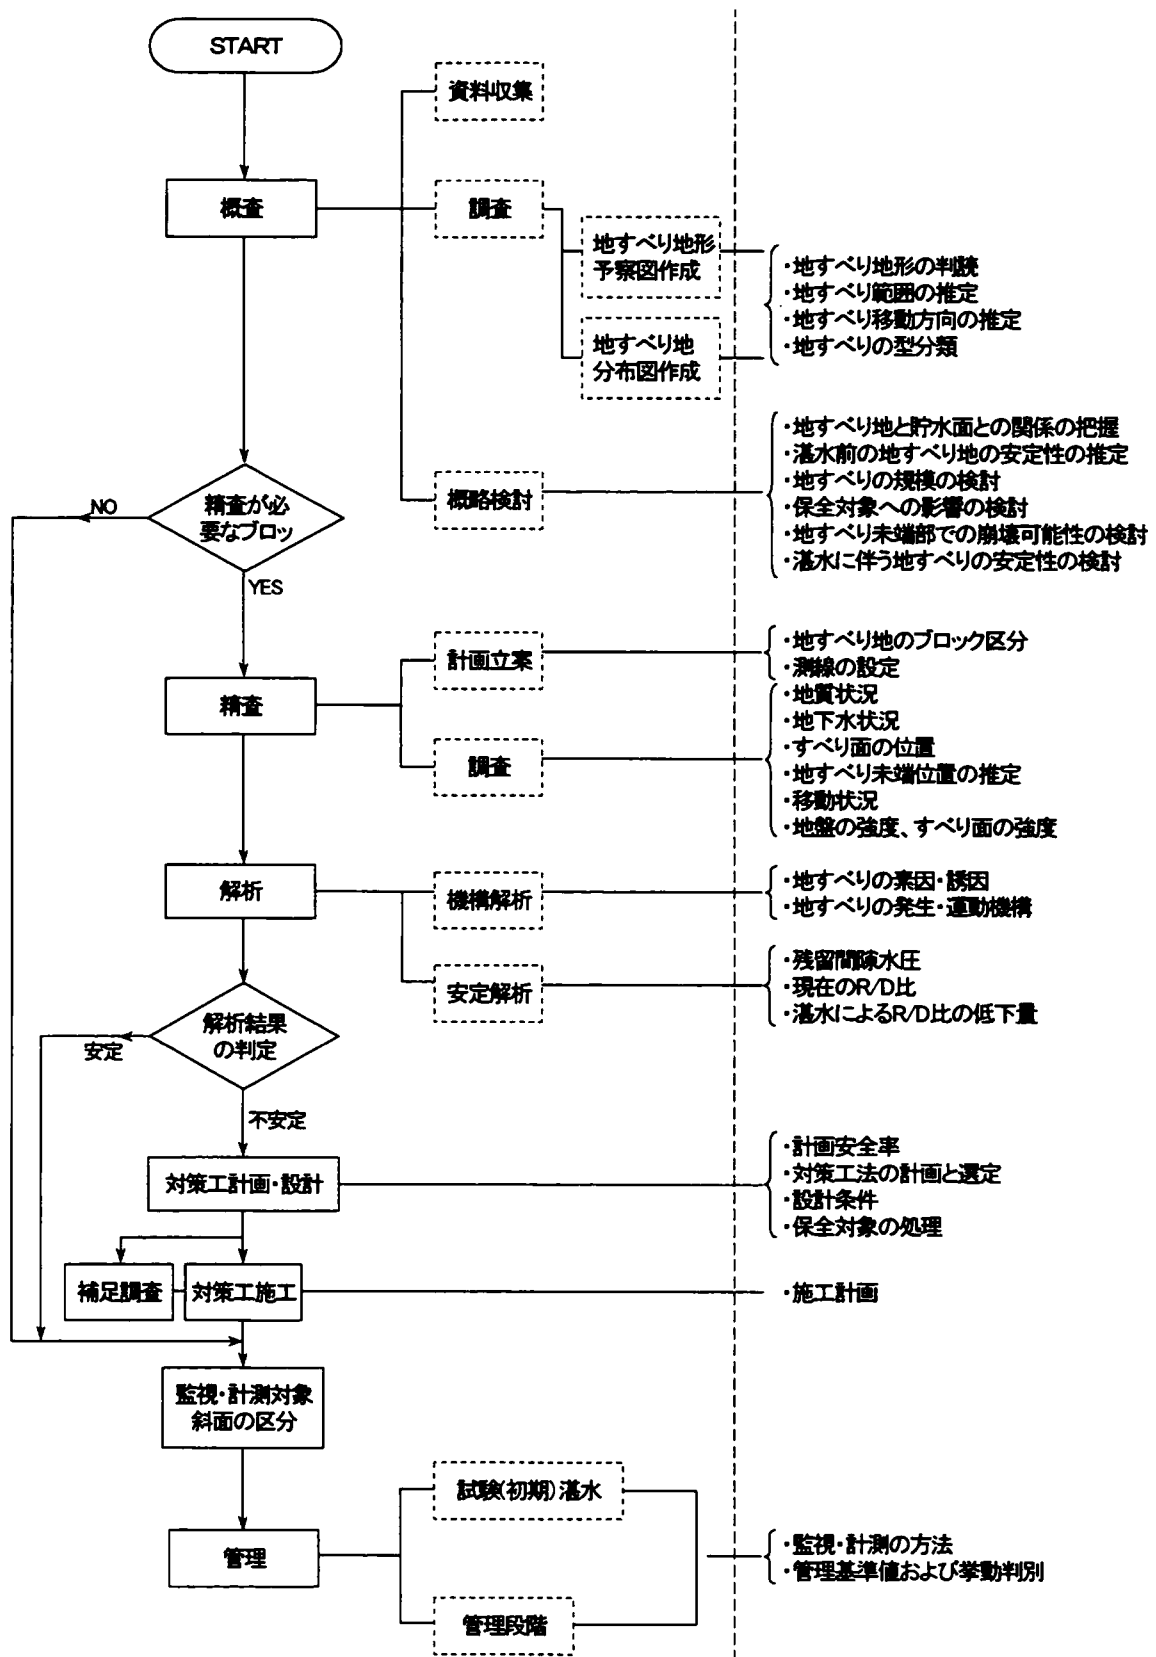 START
資料収集
概査
調査
地すべり地形
予察図作成
・地すべり地形の判読
・地すべり範囲の推定
・地すべり移動方向の推定
・地すべりの型分類
地すべり地
分布図作成
・地すべり地と貯水面との関係の把握
・湛水前の地すべり地の安定性の推定
・地すべりの規模の検討
・保全対象への影響の検討
・地すべり末端部での崩壊可能性の検討
・湛水に伴う地すべりの安定性の検討
概略検討
NO
精査が必
要なブロッ
YES
計画立案
・地すべり地のブロック区分
・測線の設定
精査
調査
・地質状況
・地下水状況
・すべり面の位置
・地すべり末端位置の推定
・移動状況
・地盤の強度、すべり面の強度
解析
機構解析
・地すべりの素因・誘因
・地すべりの発生・運動機構
安定解析
・残留間隙水圧
・現在のR/D比
・湛水によるR/D比の低下量
解析結果
の判定
安定
不安定
対策工計画・設計
・計画安全率
・対策工法の計画と選定
・設計条件
・保全対象の処理
補足調査
対策工施工
・施工計画
監視・計測対象
斜面の区分
試験(初期)湛水
管理
・監視・計測の方法
・管理基準値および挙動判別
管理段階